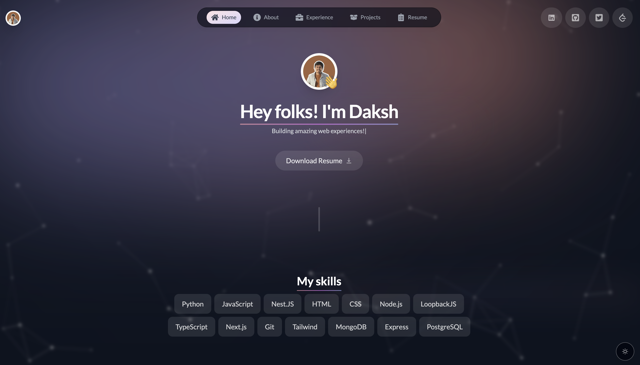 Home About Experience Projects Resume
Hey folks! I'm Daksh
Building amazing web experiences!|
Download Resume
My skills
Python JavaScript Nest.JS HTML CSS Node.js LoopbackJS
TypeScript Next.js Git Tailwind MongoDB Express PostgreSQL